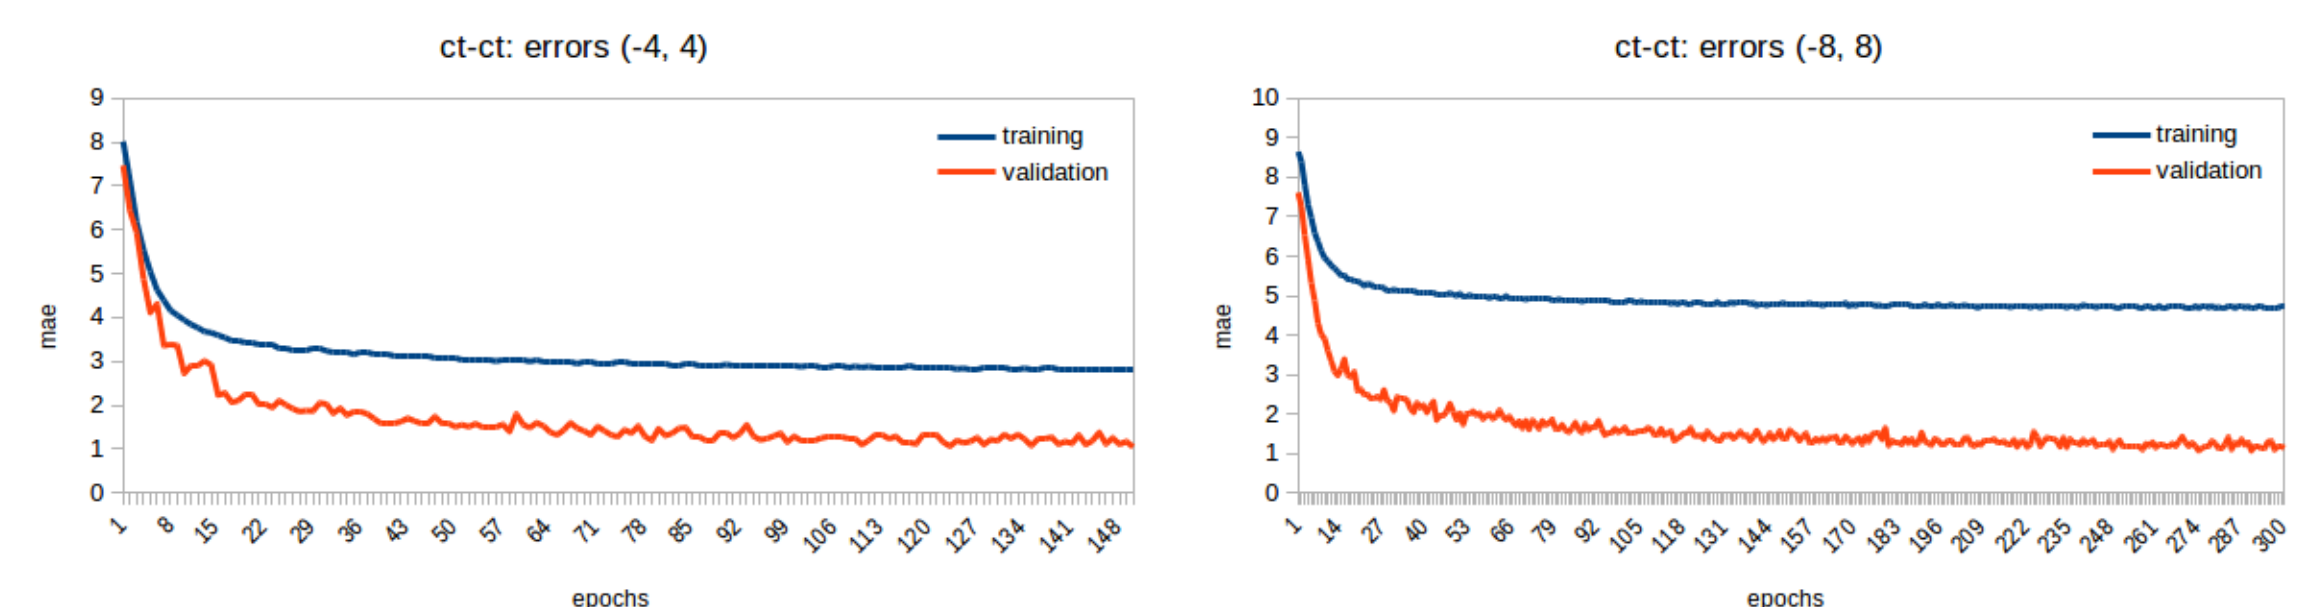 ct-ct: errors (-4, 4)
9
8
7
6
5
4
3
2
1
0
mae
training
validation
1 8 15 22 29 36 43 50 57 64 71 78 85 92 99 106 113 120 127 134 141 148
epochs
ct-ct: errors (-8, 8)
10
9
8
7
6
5
4
3
2
1
0
mae
training
validation
1 14 27 40 53 66 79 92 105 118 131 144 157 170 183 196 209 222 235 248 261 274 287 300
epochs